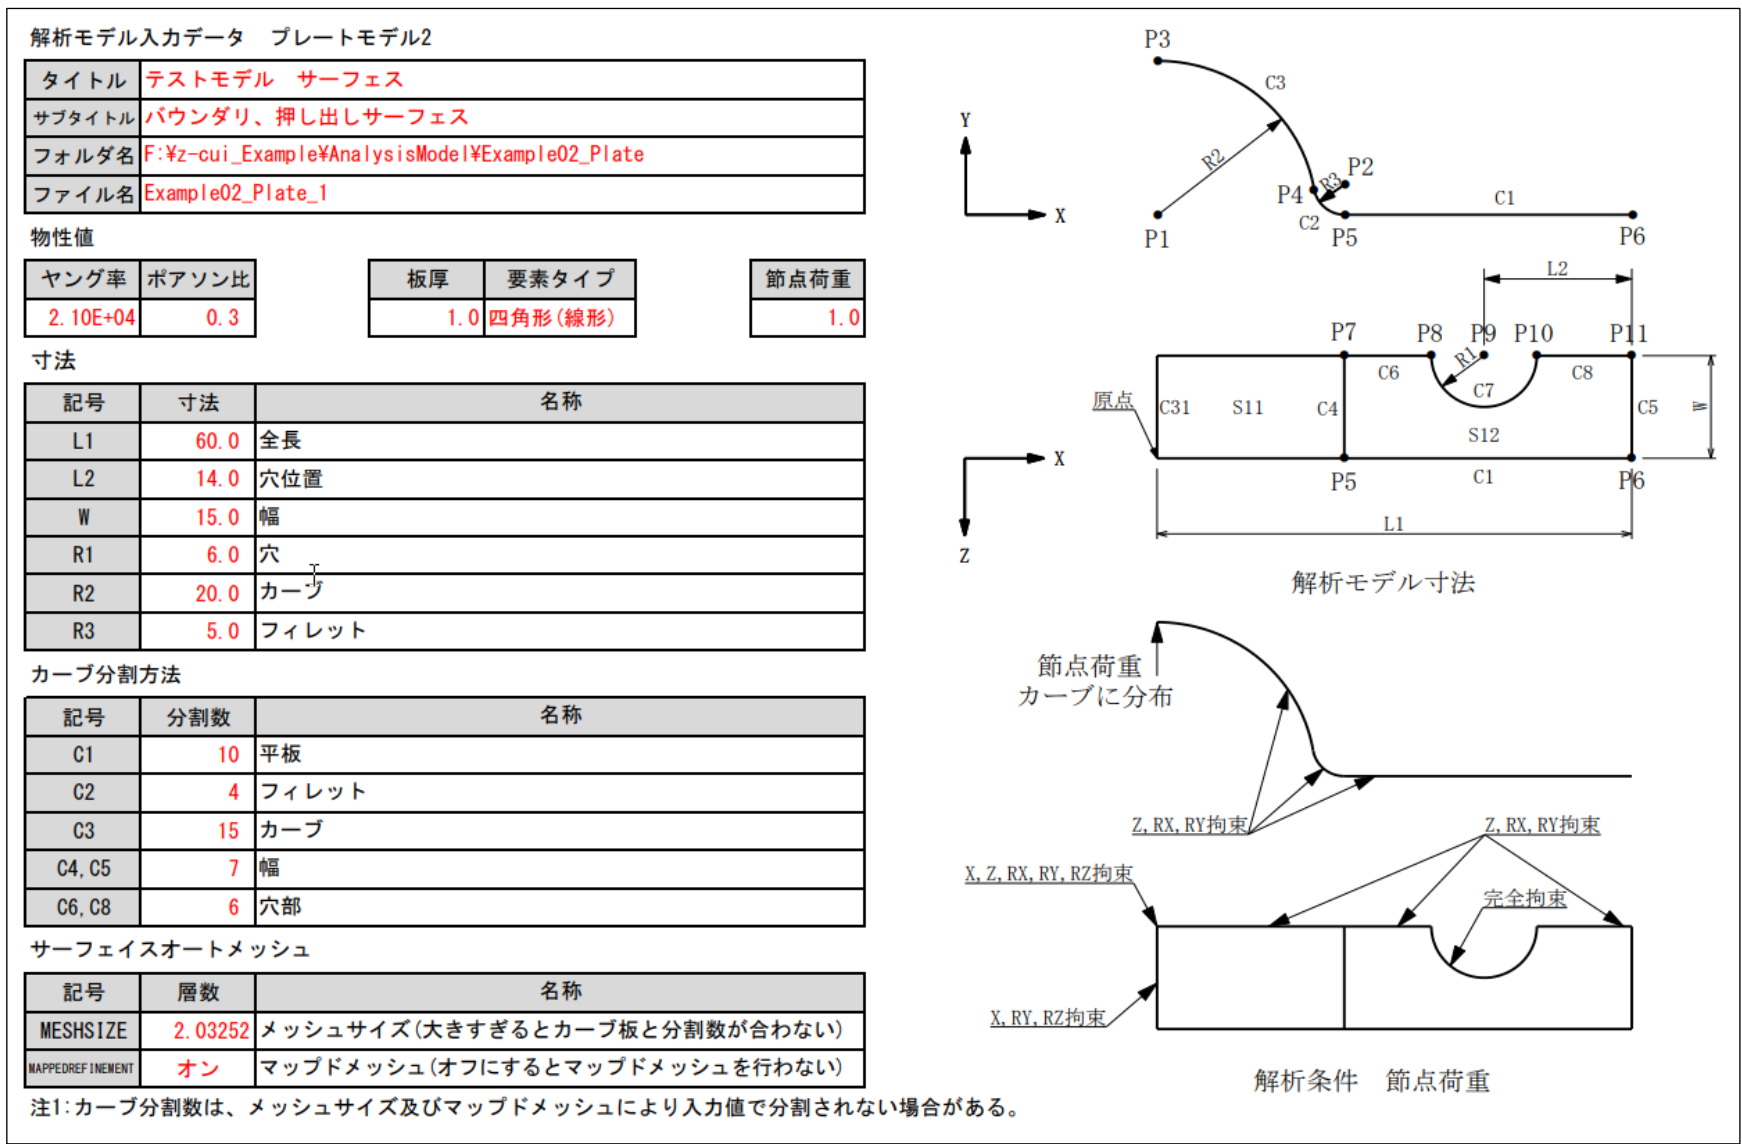 解析モデル入力データ　プレートモデル2
タイトル テストモデル　サーフェス
サブタイトル バウンダリ、押し出しサーフェス
フォルダ名 F:¥z-cui_Example¥AnalysisModel¥Example02_Plate
ファイル名 Example02_Plate_1
物性値
ヤング率 ポアソン比 板厚 要素タイプ 節点荷重
2.10E+04 0.3 1.0 四角形(線形) 1.0
寸法
記号 寸法 名称
L1 60.0 全長
L2 14.0 穴位置
W 15.0 幅
R1 6.0 穴
R2 20.0 カーブ
R3 5.0 フィレット
カーブ分割方法
記号 分割数 名称
C1 10 平板
C2 4 フィレット
C3 15 カーブ
C4,C5 7 幅
C6,C8 6 穴部
サーフェイスオートメッシュ
記号 層数 名称
MESHSIZE 2.03252 メッシュサイズ(大きすぎるとカーブ板と分割数が合わない)
MAPPEDREFINEMENT オン マップドメッシュ(オフにするとマップドメッシュを行わない)
注1:カーブ分割数は、メッシュサイズ及びマップドメッシュにより入力値で分割されない場合がある。
P3
C3
Y
R2
P2
R3
P4
C1
X
C2
P1
P5
P6
L2
P7 P8 P9 P10 P11
R1
C6 C7 C8
原点
C31 S11 C4 C5 W
S12
X
P5 C1 P6
L1
Z
解析モデル寸法
節点荷重
カーブに分布
Z,RX,RY拘束 Z,RX,RY拘束
X,Z,RX,RY,RZ拘束
完全拘束
X,RY,RZ拘束
解析条件　節点荷重